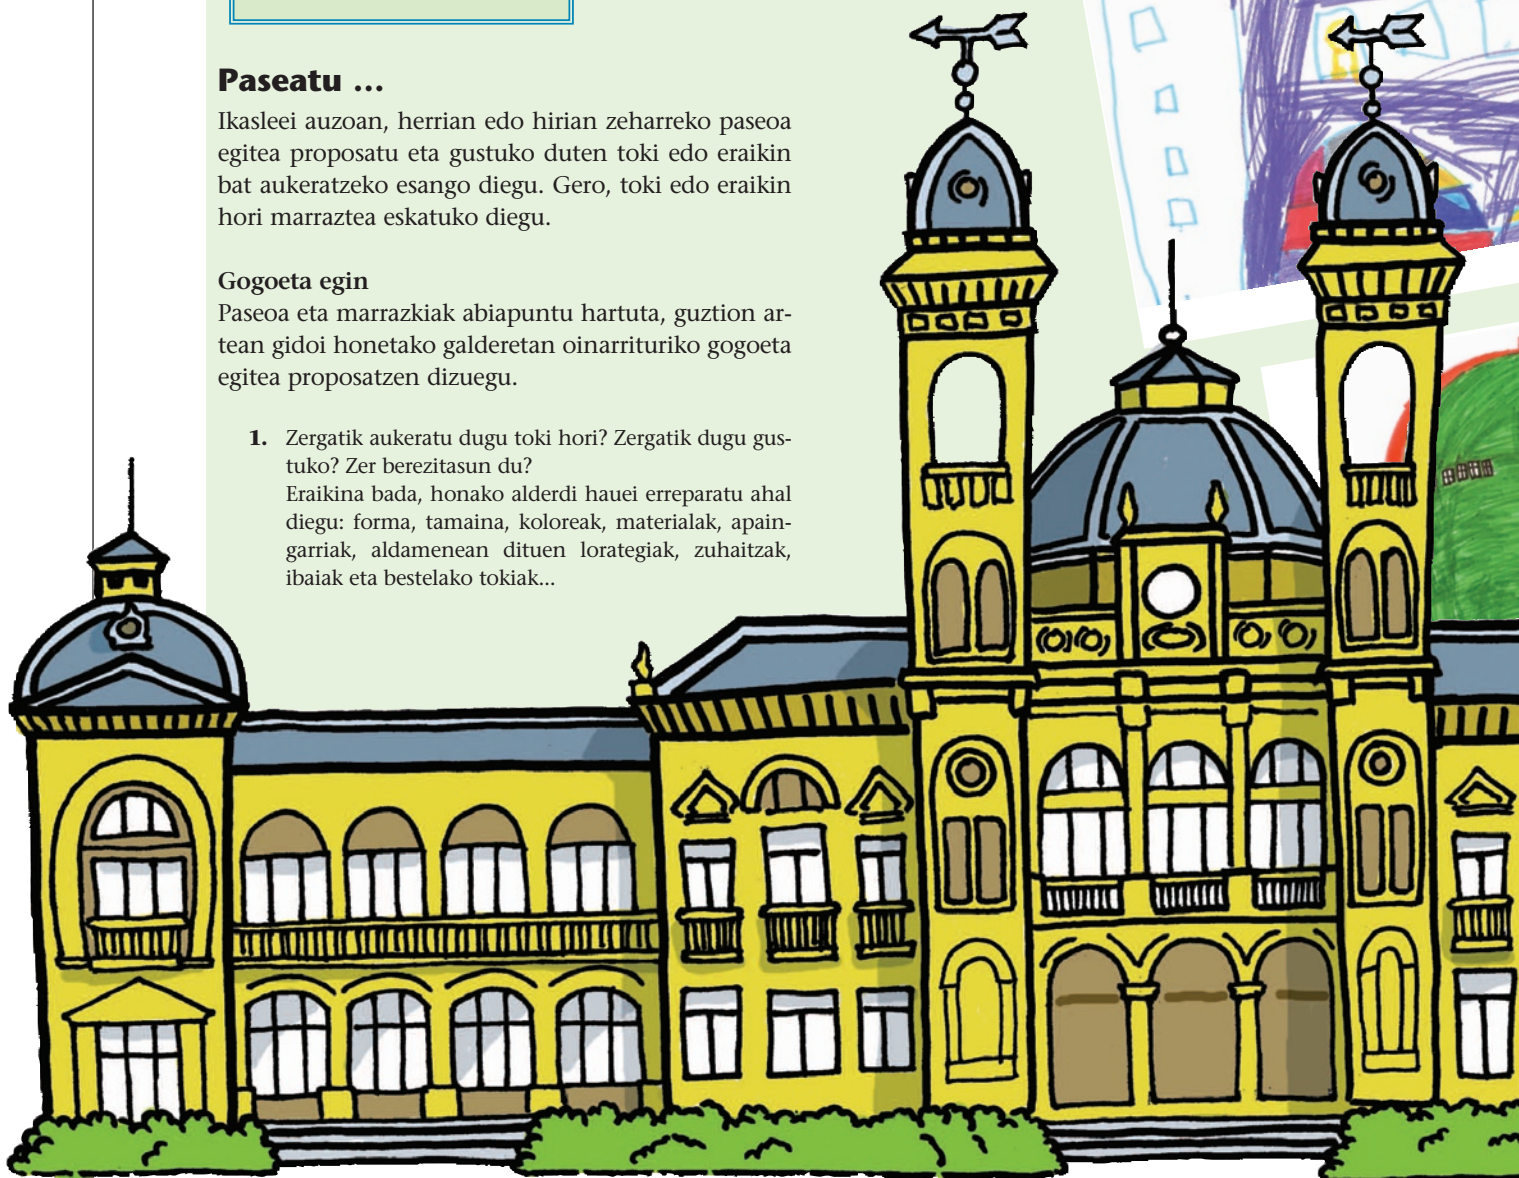 Paseatu ...
Ikasleei auzoan, herrian edo hirian zeharreko paseoa
egitea proposatu eta gustuko duten toki edo eraikin
bat aukeratzeko esango diegu. Gero, toki edo eraikin
hori marraztea eskatuko diegu.
Gogoeta egin
Paseoa eta marrazkiak abiapuntu hartuta, guztion ar-
tean gidoi honetako galderetan oinarrituriko gogoeta
egitea proposatzen dizuegu.
1. Zergatik aukeratu dugu toki hori? Zergatik dugu gus-
tuko? Zer berezitasun du?
Eraikina bada, honako alderdi hauei erreparatu ahal
diegu: forma, tamaina, koloreak, materialak, apain-
garriak, aldamenean dituen lorategiak, zuhaitzak,
ibaiak eta bestelako tokiak...